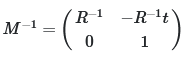 $M^{-1} = \begin{pmatrix} R^{-1} & -R^{-1}t \\ 0 & 1 \end{pmatrix}$